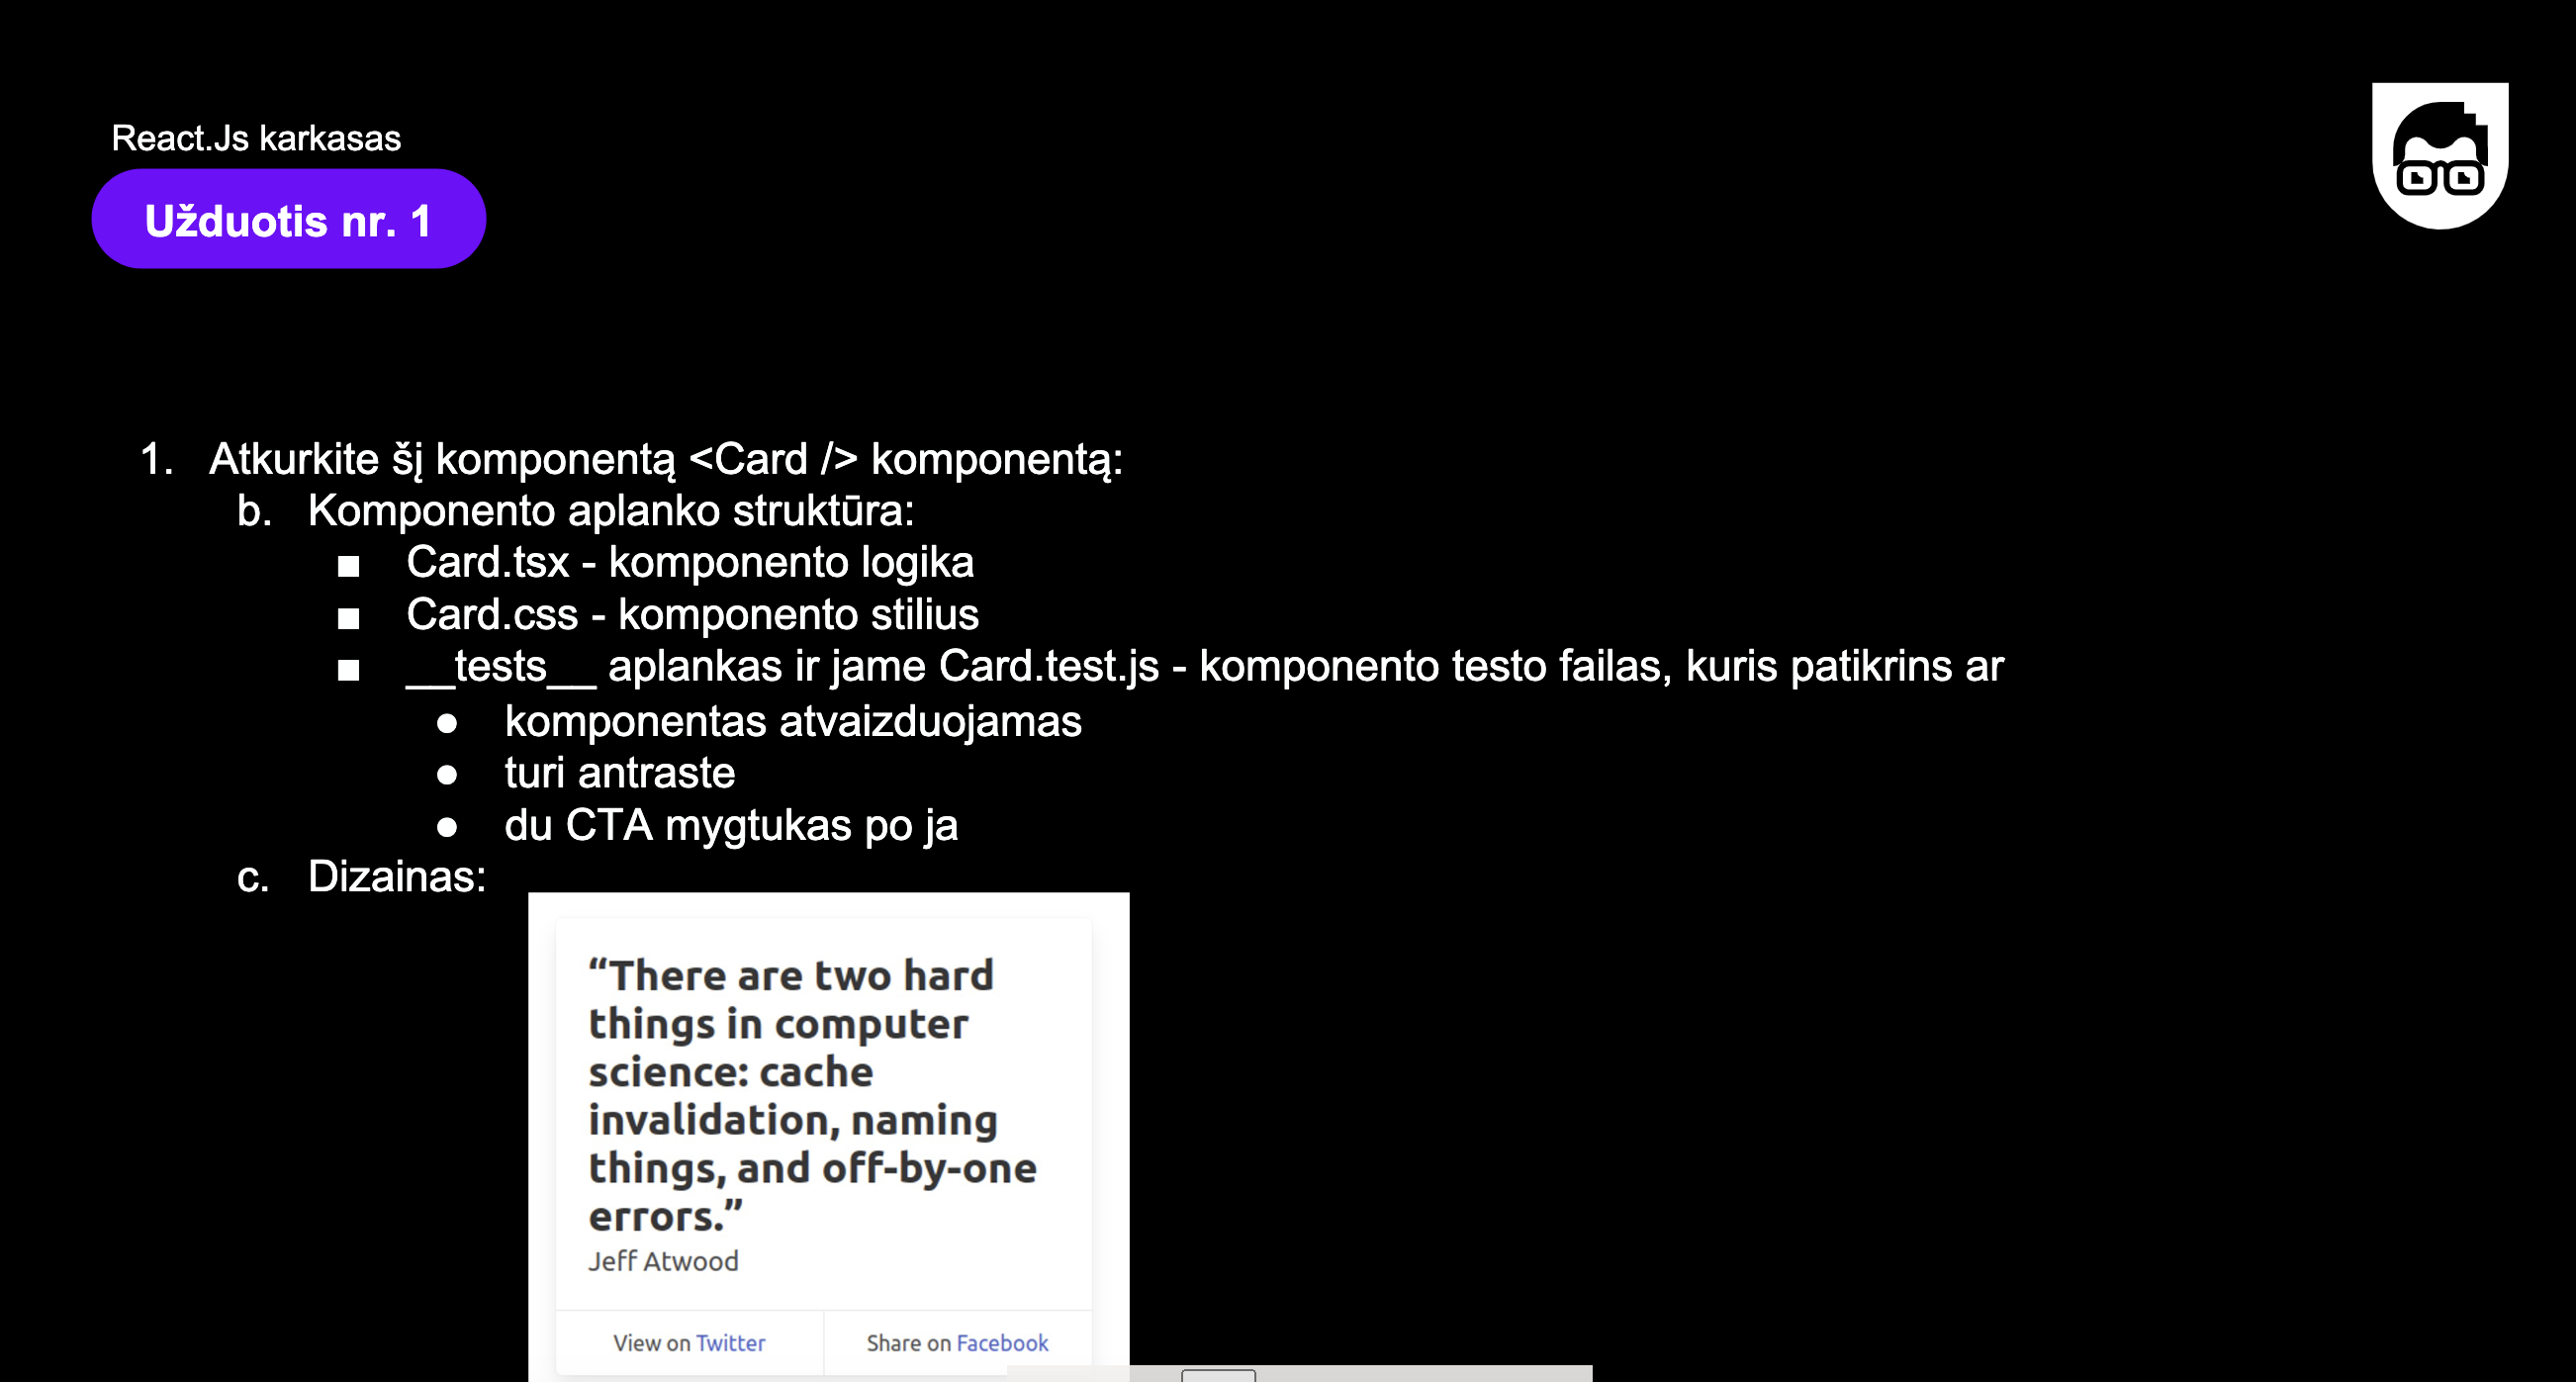 React.Js karkasas
Užduotis nr. 1
1. Atkurkite šį komponentą <Card /> komponentą:
b. Komponento aplanko struktūra:
■ Card.tsx - komponento logika
■ Card.css - komponento stilius
■ __tests__ aplankas ir jame Card.test.js - komponento testo failas, kuris patikrins ar
● komponentas atvaizduojamas
● turi antraste
● du CTA mygtukas po ja
c. Dizainas:
“There are two hard
things in computer
science: cache
invalidation, naming
things, and off-by-one
errors.”
Jeff Atwood
View on Twitter
Share on Facebook